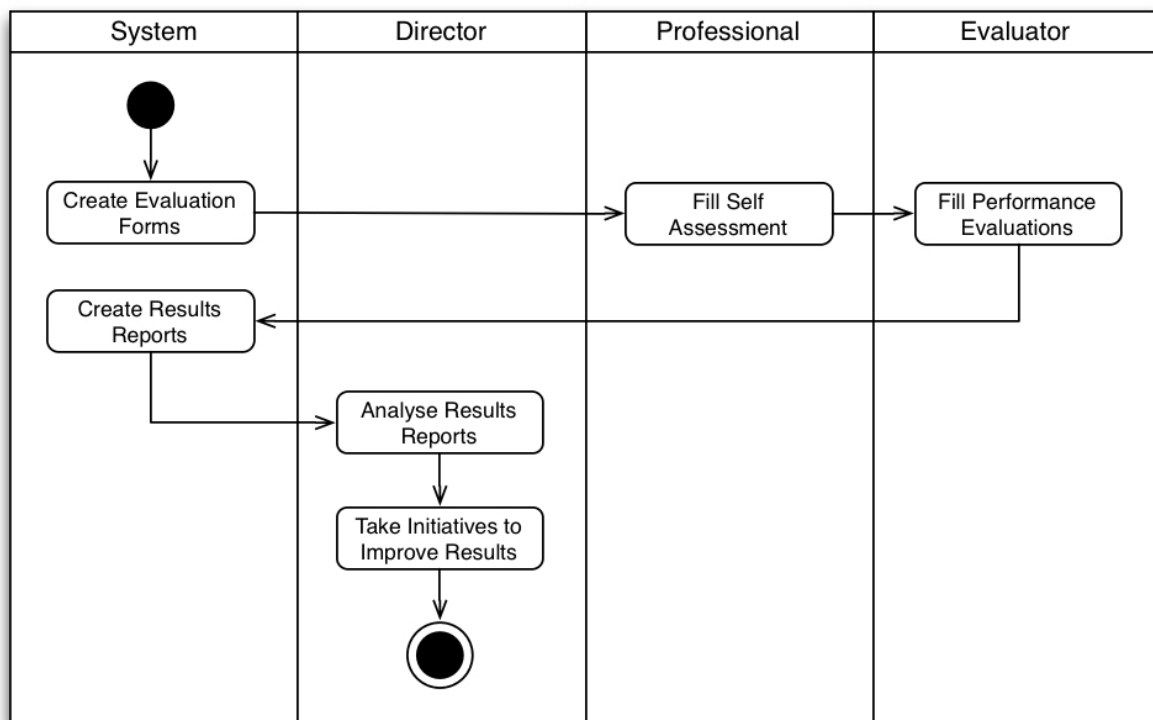 System
Director
Professional
Evaluator
Create Evaluation
Forms
Fill Self
Assessment
Fill Performance
Evaluations
Create Results
Reports
Analyse Results
Reports
Take Initiatives to
Improve Results